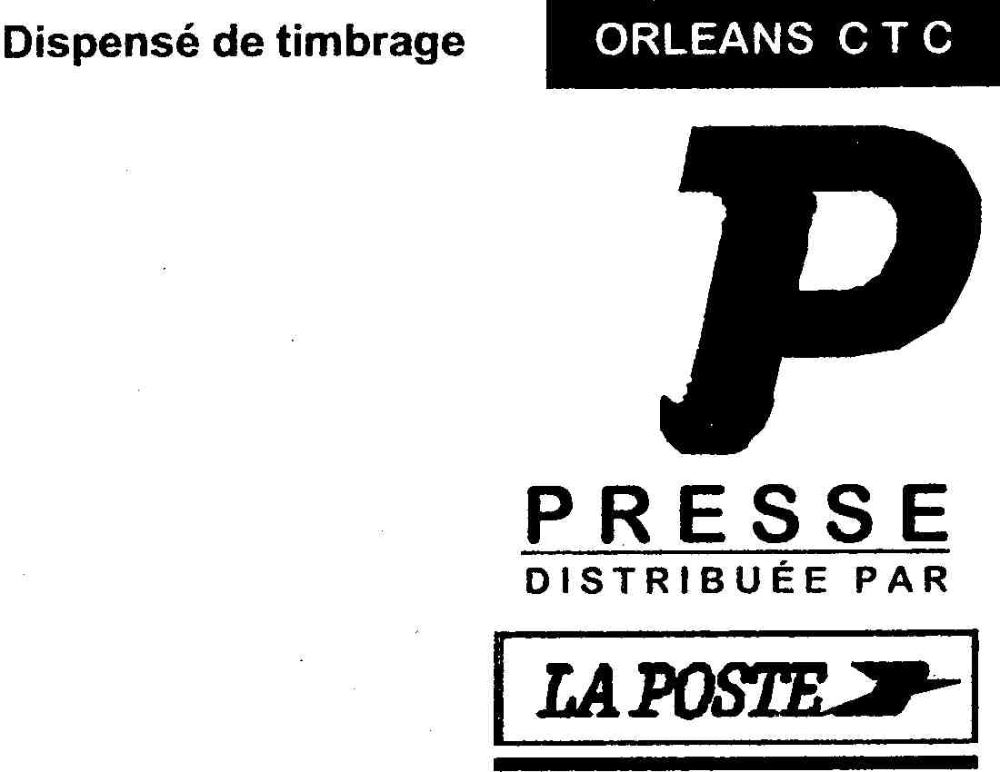 Dispensé de timbrage
ORLEANS C T C
P
PRESSE
DISTRIBUÉE PAR
LA POSTE